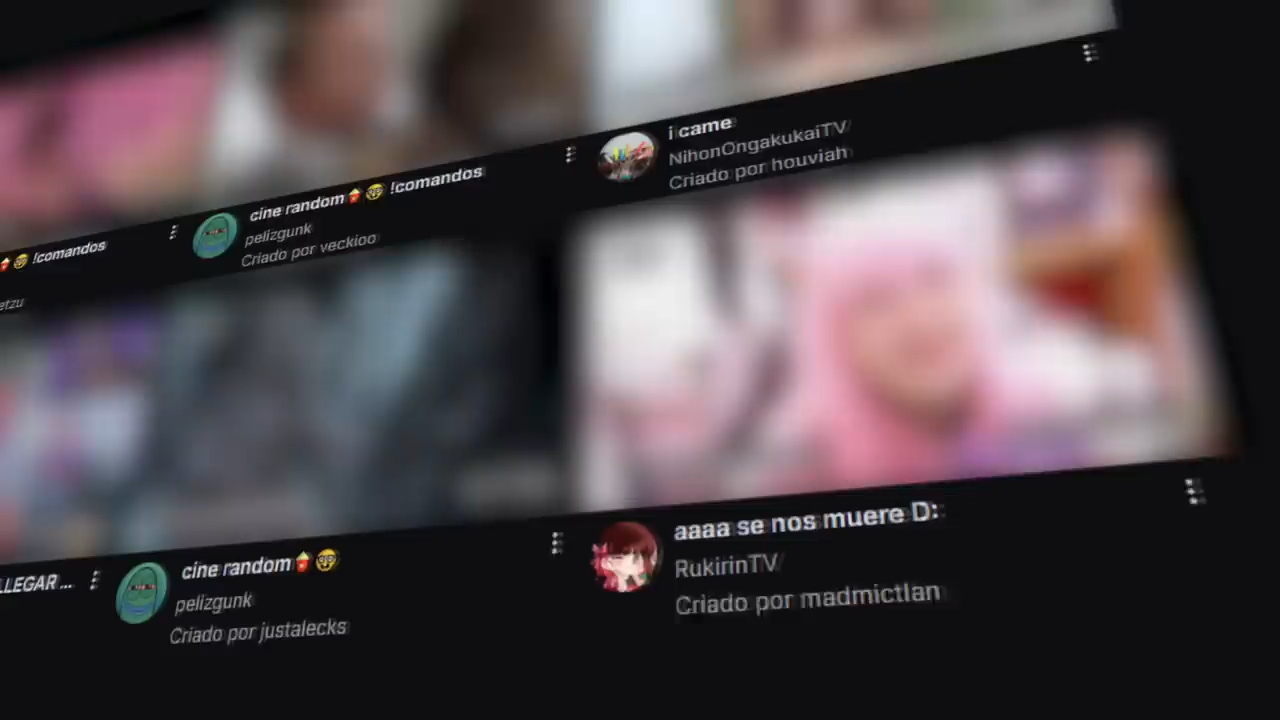 🍿🤓 !comandos
etzu
cine random🍿🤓 !comandos
pelizgunk
Criado por veckioo
i came
NihonOngakukaiTV
Criado por houviah
LLEGAR...
cine random🍿🤓
pelizgunk
Criado por justalecks
aaaa se nos muere D:
RukirinTV
Criado por madmictlan